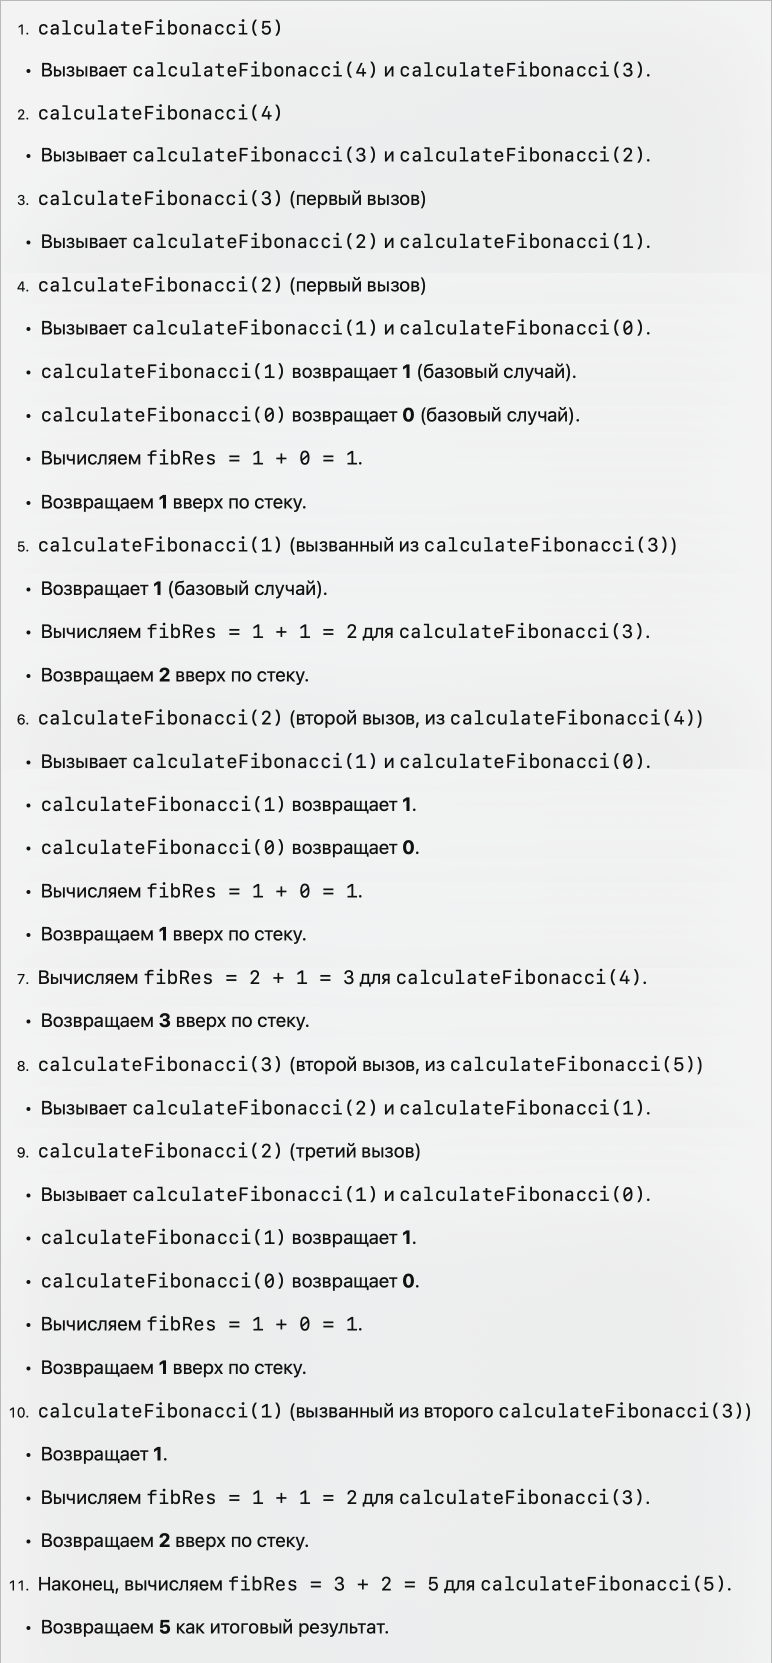 1. calculateFibonacci(5)
• Вызывает calculateFibonacci(4) и calculateFibonacci(3).
2. calculateFibonacci(4)
• Вызывает calculateFibonacci(3) и calculateFibonacci(2).
3. calculateFibonacci(3) (первый вызов)
• Вызывает calculateFibonacci(2) и calculateFibonacci(1).
4. calculateFibonacci(2) (первый вызов)
• Вызывает calculateFibonacci(1) и calculateFibonacci(0).
• calculateFibonacci(1) возвращает 1 (базовый случай).
• calculateFibonacci(0) возвращает 0 (базовый случай).
• Вычисляем fibRes = 1 + 0 = 1.
• Возвращаем 1 вверх по стеку.
5. calculateFibonacci(1) (вызванный из calculateFibonacci(3))
• Возвращает 1 (базовый случай).
• Вычисляем fibRes = 1 + 1 = 2 для calculateFibonacci(3).
• Возвращаем 2 вверх по стеку.
6. calculateFibonacci(2) (второй вызов, из calculateFibonacci(4))
• Вызывает calculateFibonacci(1) и calculateFibonacci(0).
• calculateFibonacci(1) возвращает 1.
• calculateFibonacci(0) возвращает 0.
• Вычисляем fibRes = 1 + 0 = 1.
• Возвращаем 1 вверх по стеку.
7. Вычисляем fibRes = 2 + 1 = 3 для calculateFibonacci(4).
• Возвращаем 3 вверх по стеку.
8. calculateFibonacci(3) (второй вызов, из calculateFibonacci(5))
• Вызывает calculateFibonacci(2) и calculateFibonacci(1).
9. calculateFibonacci(2) (третий вызов)
• Вызывает calculateFibonacci(1) и calculateFibonacci(0).
• calculateFibonacci(1) возвращает 1.
• calculateFibonacci(0) возвращает 0.
• Вычисляем fibRes = 1 + 0 = 1.
• Возвращаем 1 вверх по стеку.
10. calculateFibonacci(1) (вызванный из второго calculateFibonacci(3))
• Возвращает 1.
• Вычисляем fibRes = 1 + 1 = 2 для calculateFibonacci(3).
• Возвращаем 2 вверх по стеку.
11. Наконец, вычисляем fibRes = 3 + 2 = 5 для calculateFibonacci(5).
• Возвращаем 5 как итоговый результат.